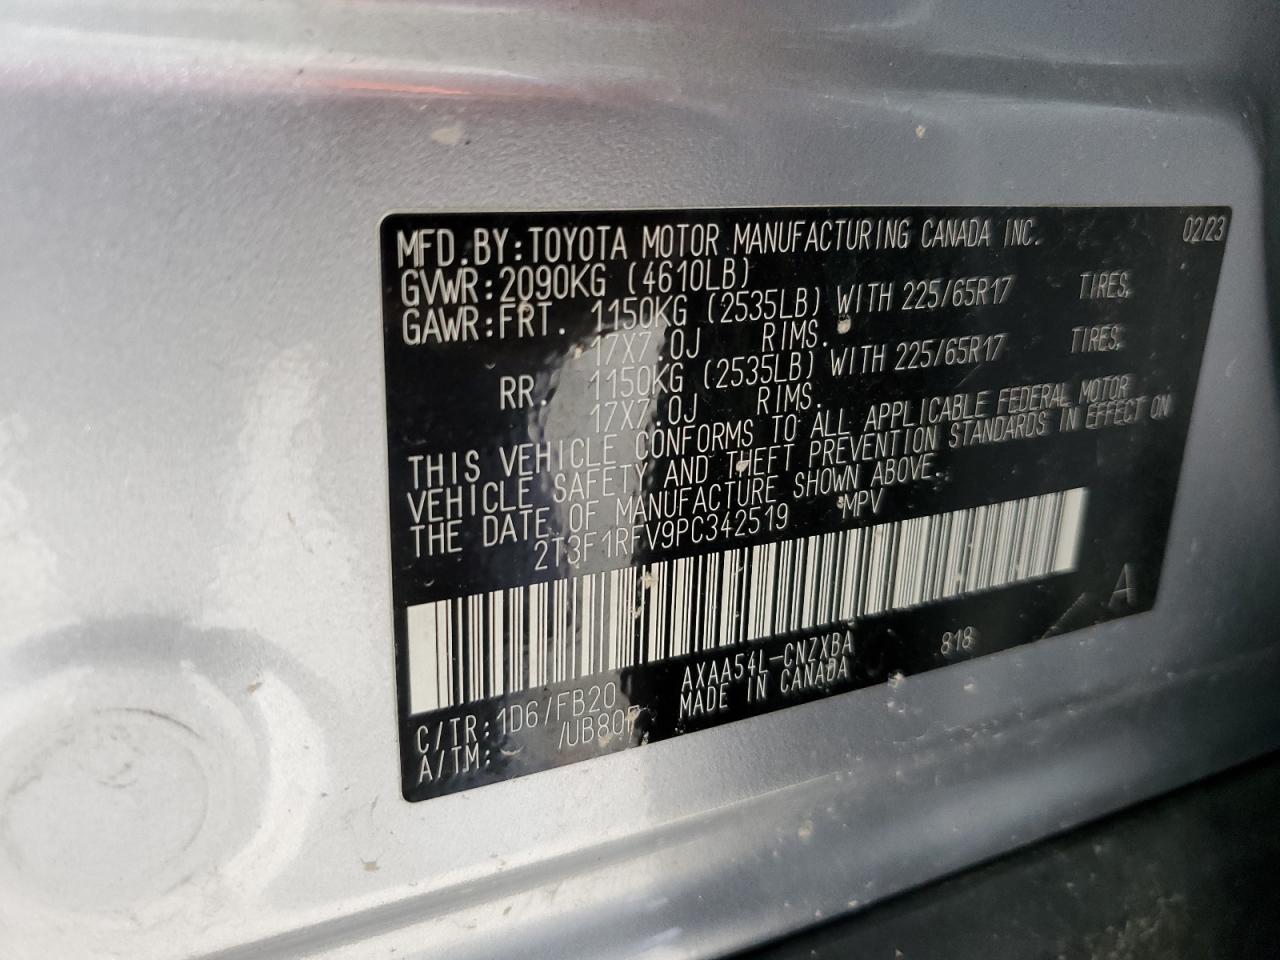 MFD.BY:TOYOTA MOTOR MANUFACTURING CANADA INC. 02/23
GVWR:2090KG (4610LB)
GAWR:FRT. 1150KG (2535LB) WITH 225/65R17 TIRES,
17X7.0J RIMS.
RR. 1150KG (2535LB) WITH 225/65R17 TIRES,
17X7.0J RIMS.
THIS VEHICLE CONFORMS TO ALL APPLICABLE FEDERAL MOTOR
VEHICLE SAFETY AND THEFT PREVENTION STANDARDS IN EFFECT ON
THE DATE OF MANUFACTURE SHOWN ABOVE.
2T3F1RFV9PC342519 MPV
A
AXAA54L-CNZXBA 818
MADE IN CANADA
C/TR:1D6/FB20
A/TM: /UB80F